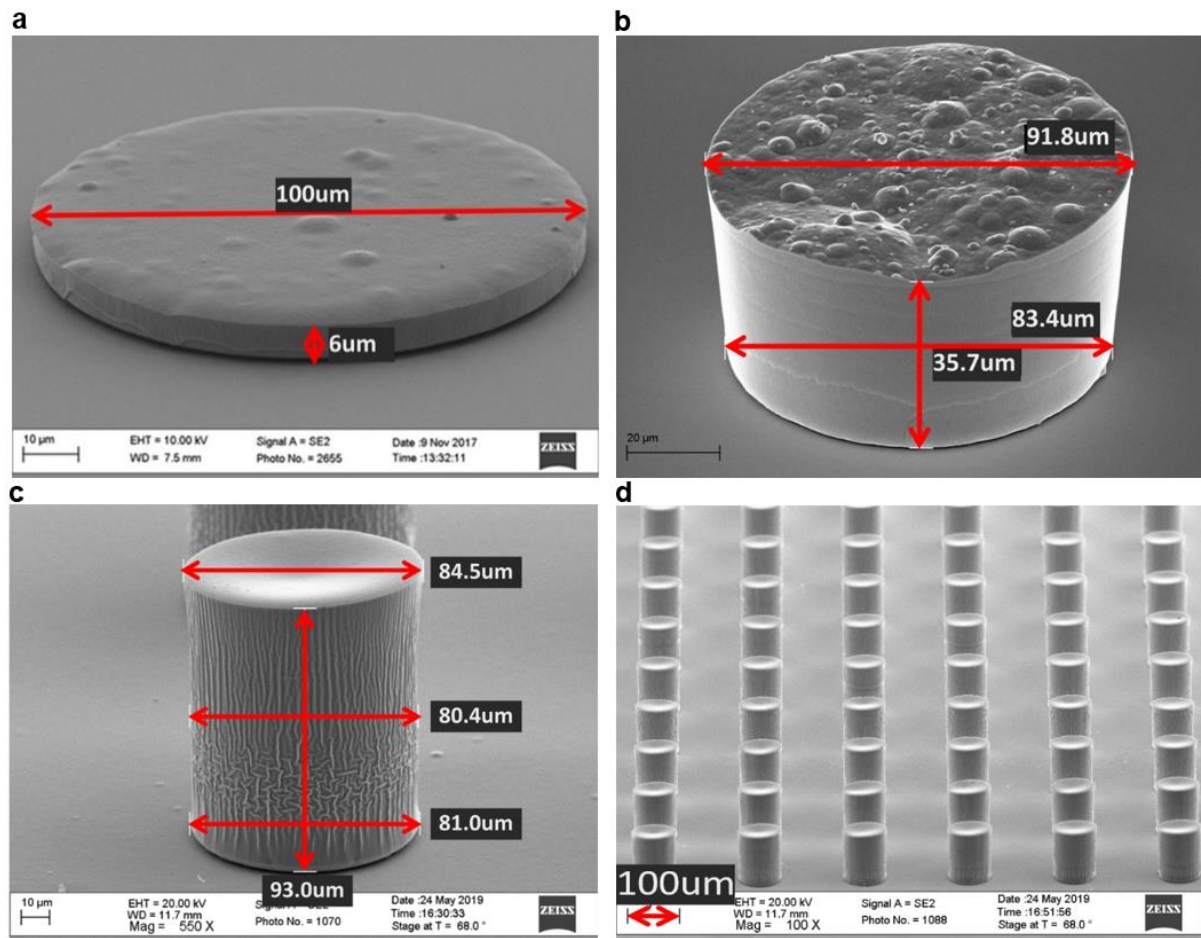 a
100um
6um
10 µm
EHT = 10.00 kV
WD = 7.5 mm
Signal A = SE2
Photo No. = 2655
Date :9 Nov 2017
Time :13:32:11
ZEISS
b
91.8um
83.4um
35.7um
20 µm
c
84.5um
80.4um
81.0um
93.0um
10 µm
EHT = 20.00 kV
WD = 11.7 mm
Mag = 550 X
Photo No. = 1070
Date :24 May 2019
Time :16:30:33
Stage at T = 68.0 °
ZEISS
d
100um
EHT = 20.00 kV
WD = 11.7 mm
Mag = 100 X
Signal A = SE2
Photo No. = 1088
Date :24 May 2019
Time :16:51:56
Stage at T = 68.0 °
ZEISS